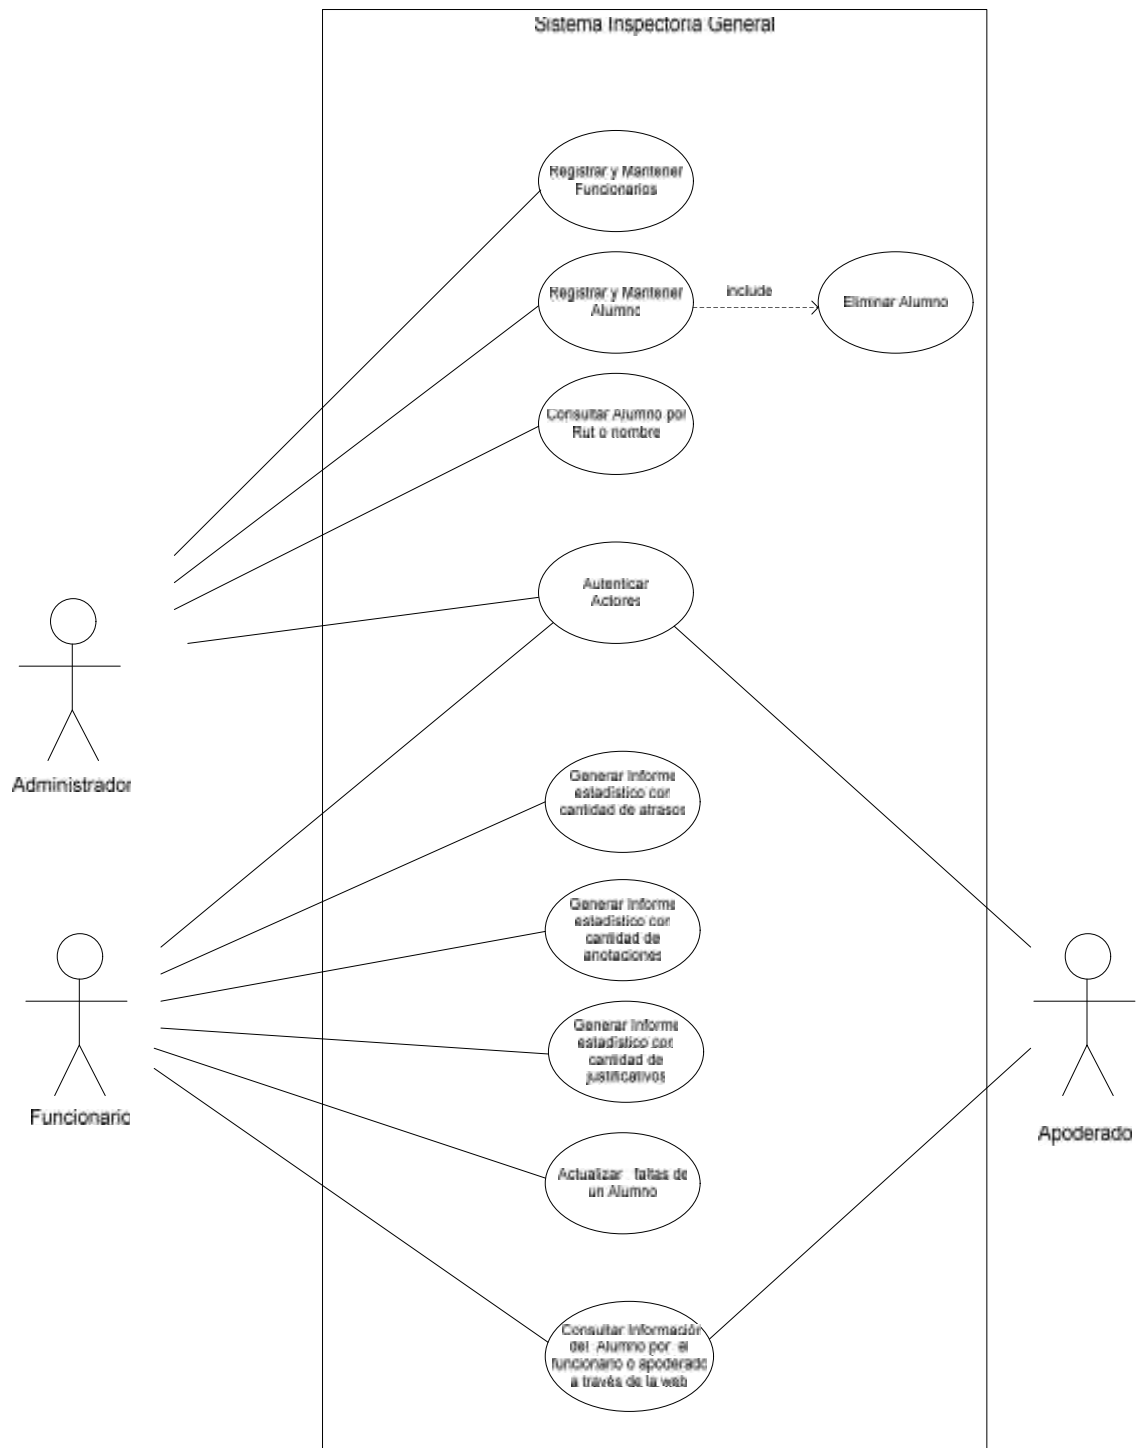 Sistema Inspectoria General
Registrar y Mantener
Funcionarios
Registrar y Mantener
Alumno
include
Eliminar Alumno
Consultar Alumno por
Rut o nombre
Autenticar
Actores
Administrador
Generar Informe
estadístico con
cantidad de atrasos
Generar Informe
estadístico con
cantidad de
anotaciones
Generar Informe
estadístico con
cantidad de
justificativos
Funcionario
Apoderado
Actualizar faltas de
un Alumno
Consultar Información
del Alumno por el
funcionario o apoderado
a través de la web